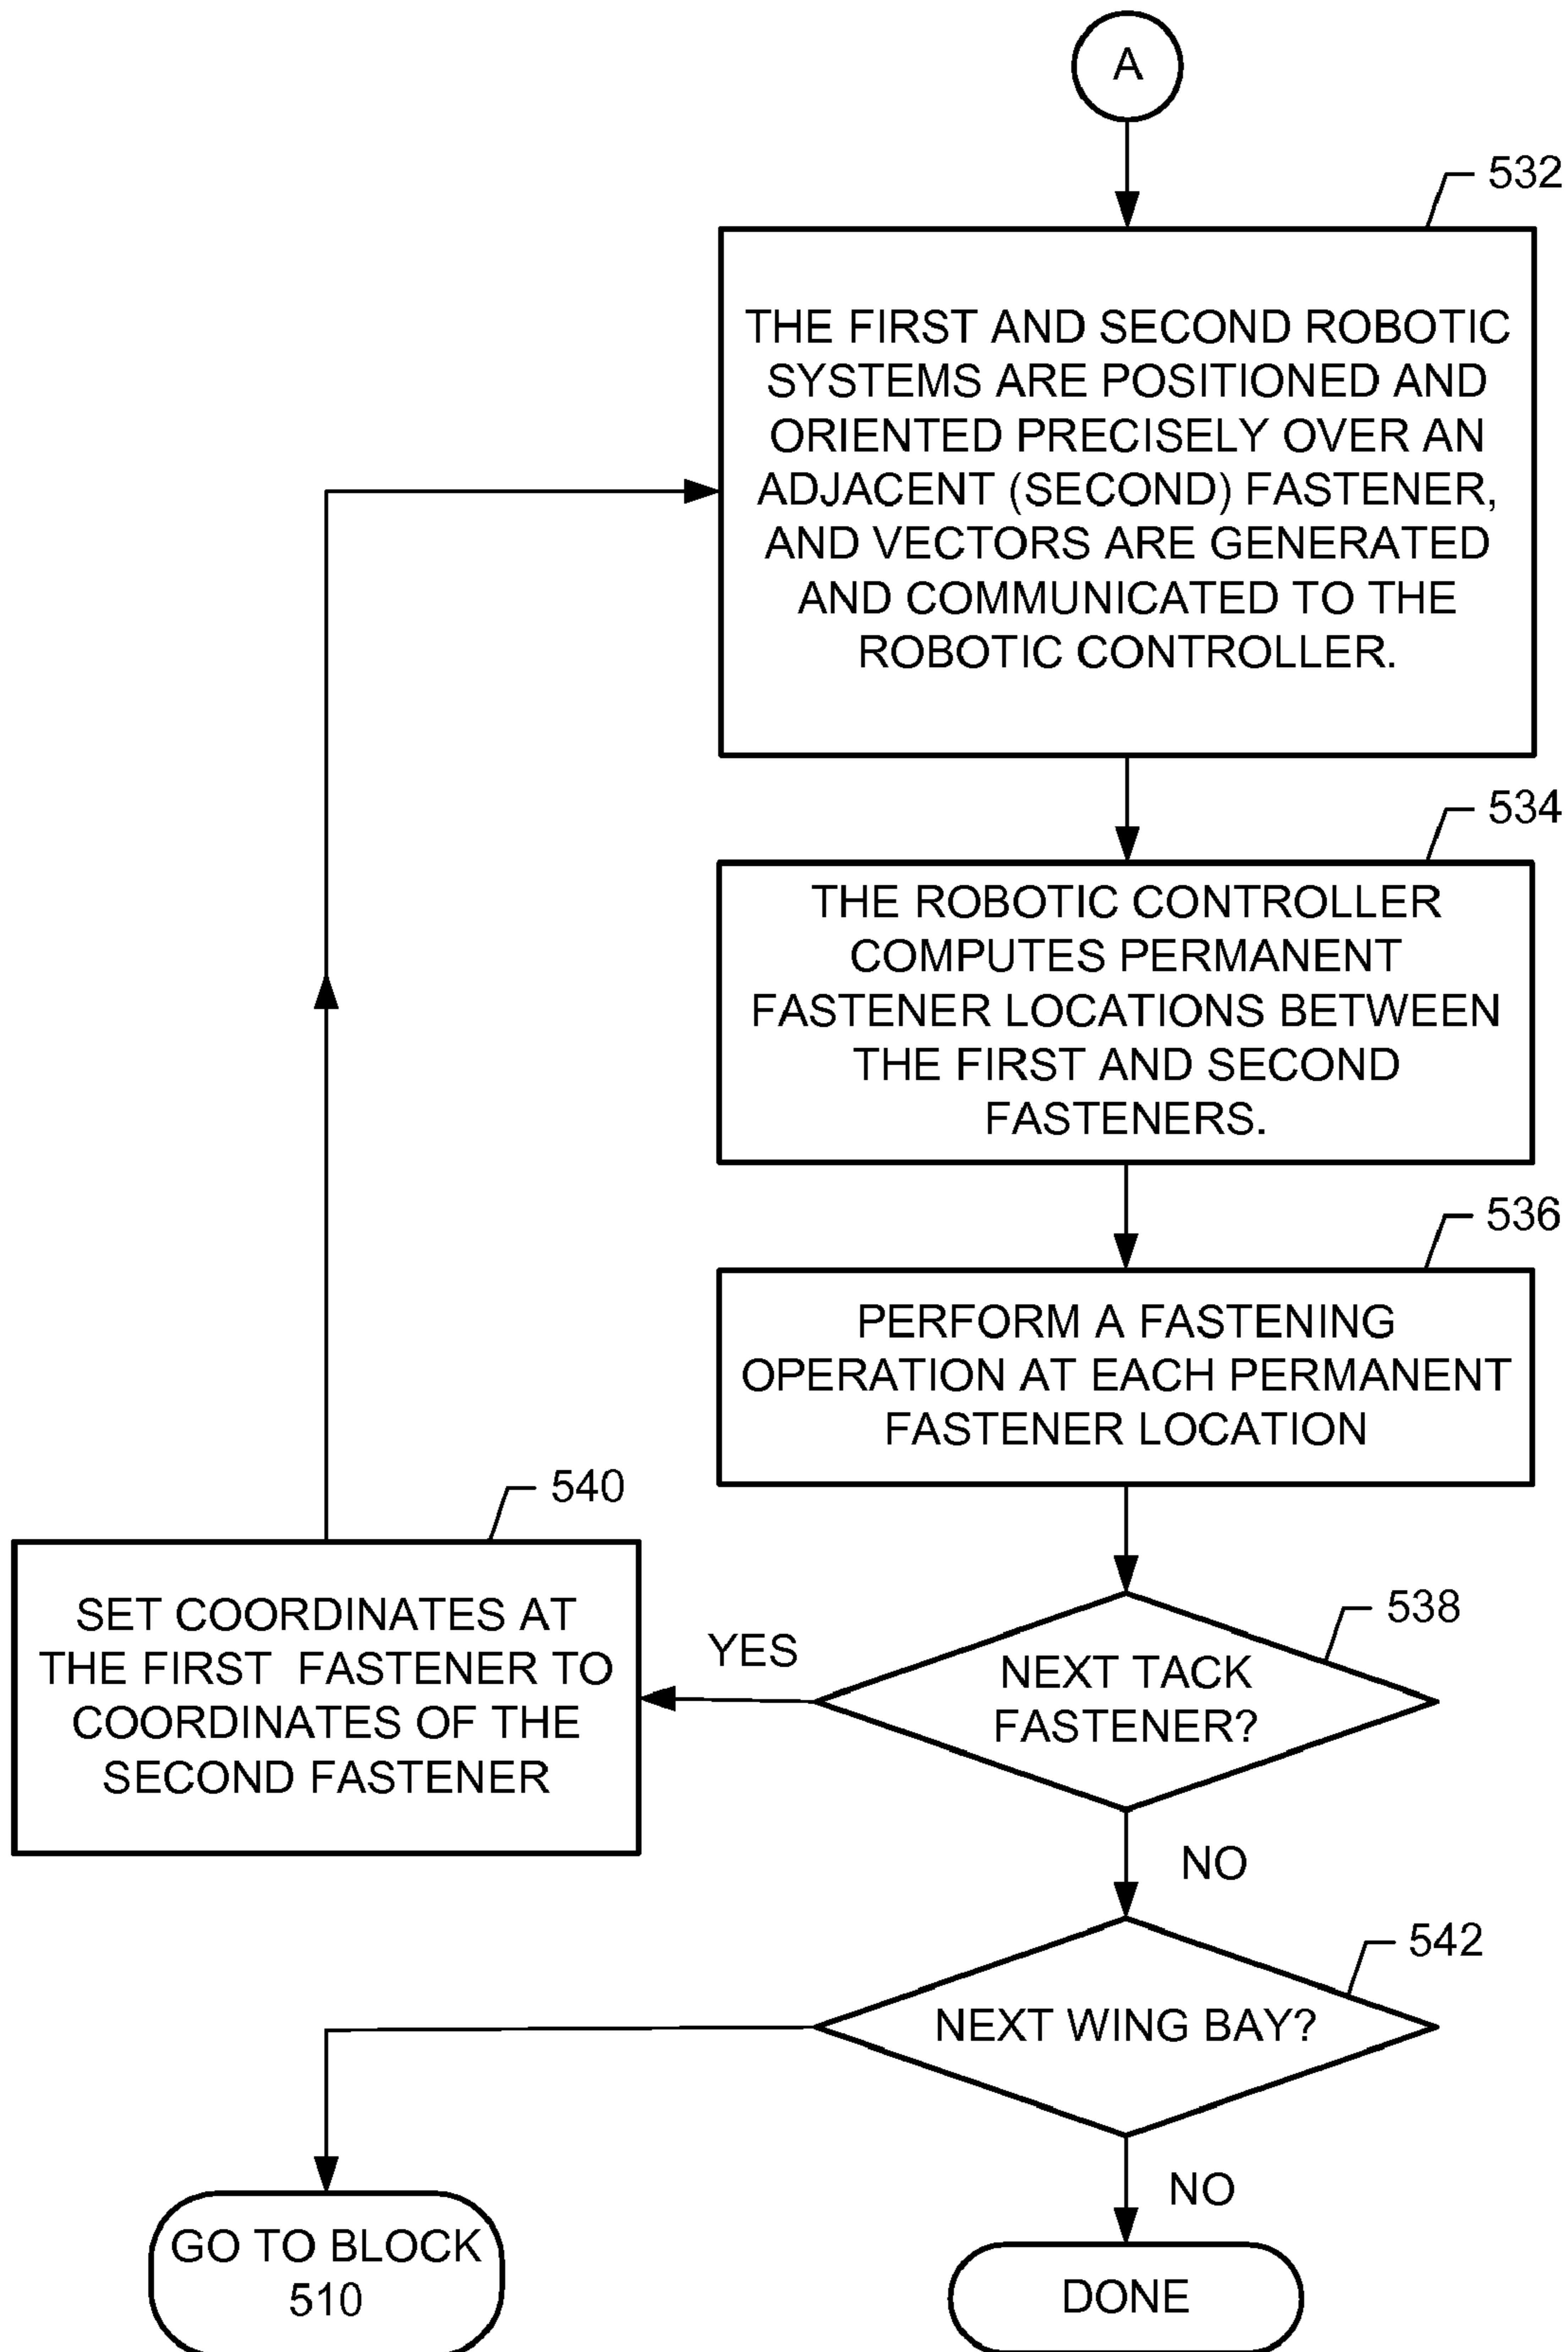 A
532
THE FIRST AND SECOND ROBOTIC
SYSTEMS ARE POSITIONED AND
ORIENTED PRECISELY OVER AN
ADJACENT (SECOND) FASTENER,
AND VECTORS ARE GENERATED
AND COMMUNICATED TO THE
ROBOTIC CONTROLLER.
534
THE ROBOTIC CONTROLLER
COMPUTES PERMANENT
FASTENER LOCATIONS BETWEEN
THE FIRST AND SECOND
FASTENERS.
536
PERFORM A FASTENING
OPERATION AT EACH PERMANENT
FASTENER LOCATION
540
SET COORDINATES AT
THE FIRST FASTENER TO
COORDINATES OF THE
SECOND FASTENER
YES
538
NEXT TACK
FASTENER?
NO
542
NEXT WING BAY?
NO
GO TO BLOCK
510
DONE